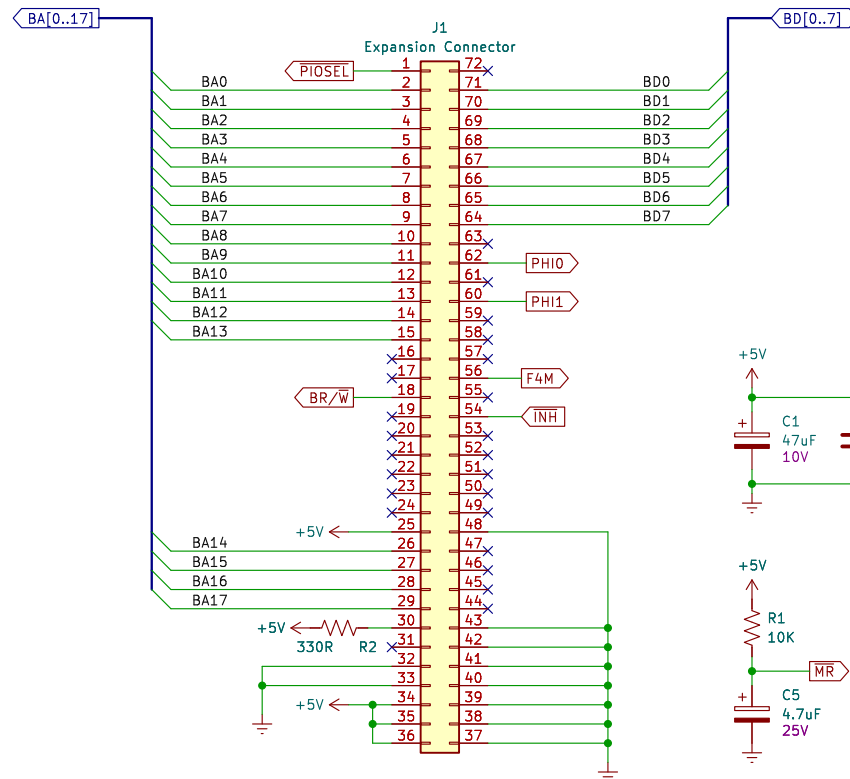 BA[0..17]
BD[0..7]
J1
Expansion Connector
PIOSEL 1 72
BA0 2 71 BD0
BA1 3 70 BD1
BA2 4 69 BD2
BA3 5 68 BD3
BA4 6 67 BD4
BA5 7 66 BD5
BA6 8 65 BD6
BA7 9 64 BD7
BA8 10 63
BA9 11 62 PHI0
BA10 12 61
BA11 13 60 PHI1
BA12 14 59
BA13 15 58
16 57
17 56 F4M
BR/W 18 55
19 54 INH
20 53
21 52
22 51
23 50
24 49
+5V 25 48
BA14 26 47
BA15 27 46
BA16 28 45
BA17 29 44
+5V 30 43
330R R2 31 42
32 41
33 40
+5V 34 39
35 38
36 37
+5V
+ C1
47uF
10V
+5V
R1
10K
MR
+ C5
4.7uF
25V